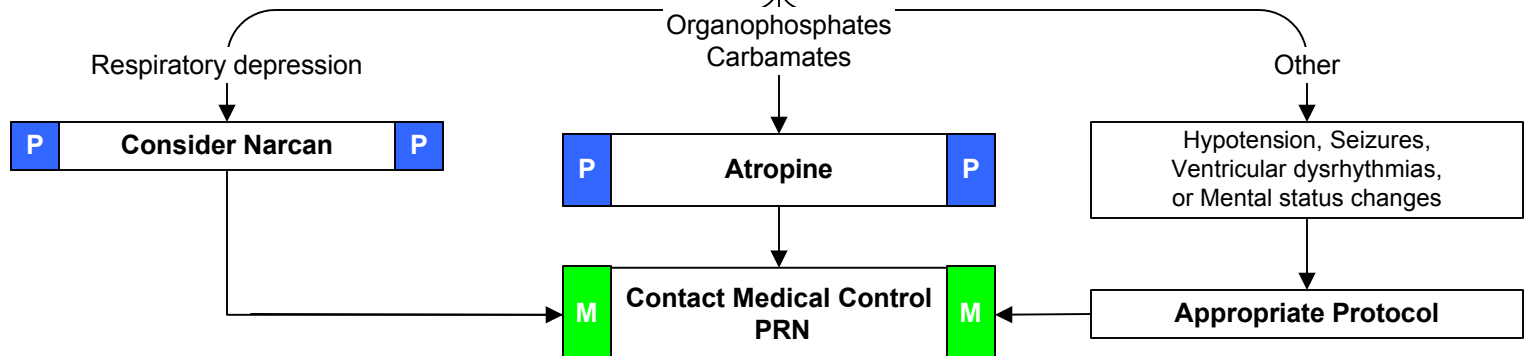 Organophosphates
Carbamates
Respiratory depression
Other
P Consider Narcan P
P Atropine P
Hypotension, Seizures,
Ventricular dysrhythmias,
or Mental status changes
M Contact Medical Control M
PRN
Appropriate Protocol